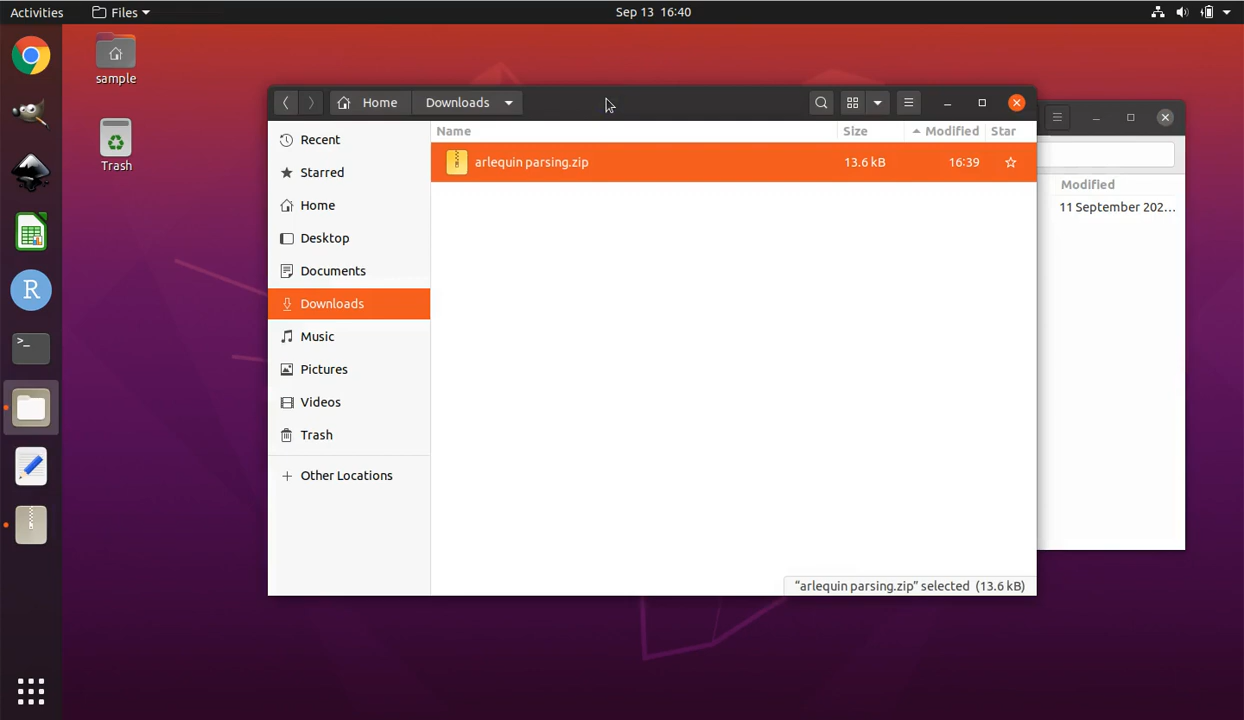 Activities
Files
Sep 13 16:40
sample
Trash
Home
Downloads
Name
Size
Modified
Star
arlequin parsing.zip
13.6 kB
16:39
Recent
Starred
Home
Desktop
Documents
Downloads
Music
Pictures
Videos
Trash
+ Other Locations
"arlequin parsing.zip" selected (13.6 kB)
Modified
11 September 202…
R
>_